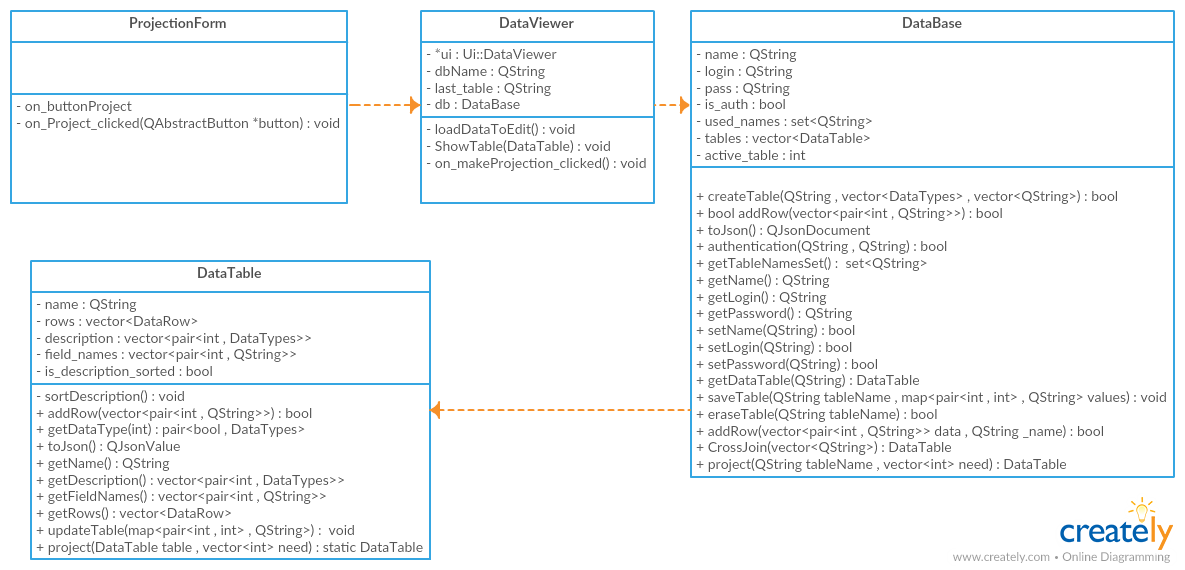 ProjectionForm
- on_buttonProject
- on_Project_clicked(QAbstractButton *button) : void
DataViewer
- *ui : Ui::DataViewer
- dbName : QString
- last_table : QString
- db : DataBase
- loadDataToEdit() : void
- ShowTable(DataTable) : void
- on_makeProjection_clicked() : void
DataBase
- name : QString
- login : QString
- pass : QString
- is_auth : bool
- used_names : set<QString>
- tables : vector<DataTable>
- active_table : int
+ createTable(QString , vector<DataTypes> , vector<QString>) : bool
+ bool addRow(vector<pair<int , QString>>) : bool
+ toJson() : QJsonDocument
+ authentication(QString , QString) : bool
+ getTableNamesSet() :  set<QString>
+ getName() : QString
+ getLogin() : QString
+ getPassword() : QString
+ setName(QString) : bool
+ setLogin(QString) : bool
+ setPassword(QString) : bool
+ getDataTable(QString) : DataTable
+ saveTable(QString tableName , map<pair<int , int> , QString> values) : void
+ eraseTable(QString tableName) : bool
+ addRow(vector<pair<int , QString>> data , QString _name) : bool
+ CrossJoin(vector<QString>) : DataTable
+ project(QString tableName , vector<int> need) : DataTable
DataTable
- name : QString
- rows : vector<DataRow>
- description : vector<pair<int , DataTypes>>
- field_names : vector<pair<int , QString>>
- is_description_sorted : bool
- sortDescription() : void
+ addRow(vector<pair<int , QString>>) : bool
+ getDataType(int) : pair<bool , DataTypes>
+ toJson() : QJsonValue
+ getName() : QString
+ getDescription() : vector<pair<int , DataTypes>>
+ getFieldNames() : vector<pair<int , QString>>
+ getRows() : vector<DataRow>
+ updateTable(map<pair<int , int> , QString>) :  void
+ project(DataTable table , vector<int> need) : static DataTable
creately
www.creately.com • Online Diagramming